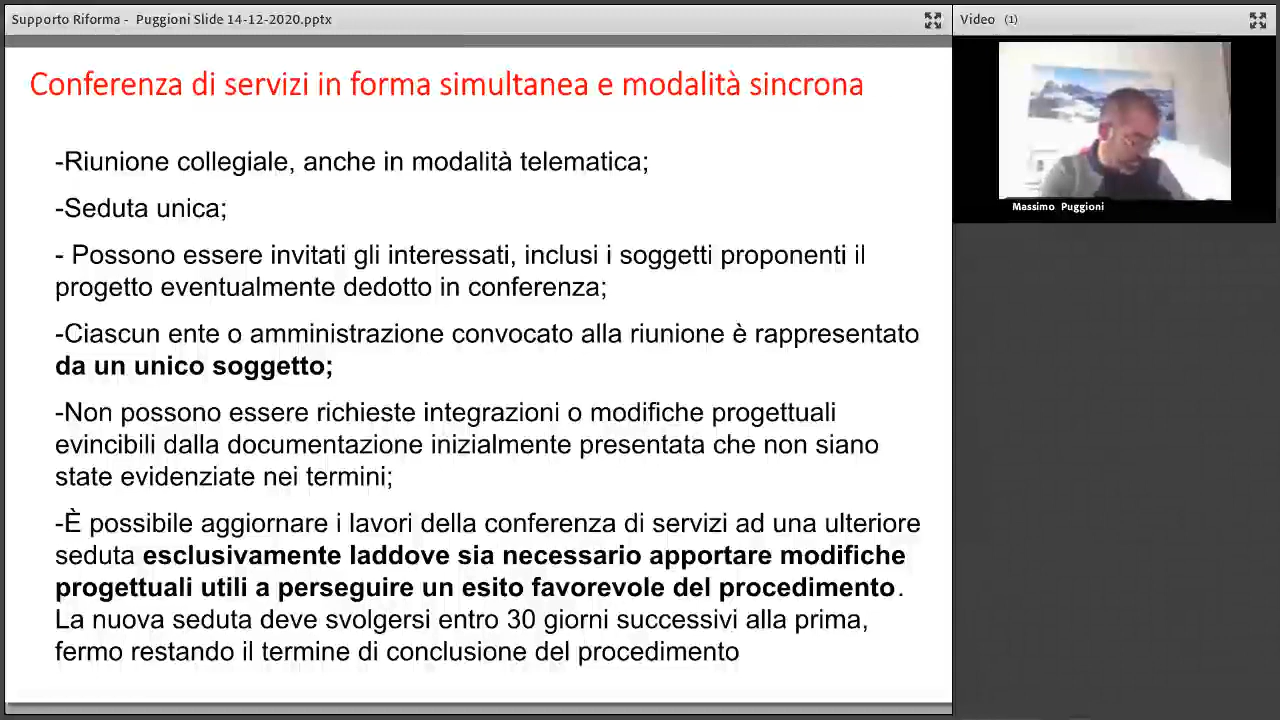 Supporto Riforma - Puggioni Slide 14-12-2020.pptx
Video (1)
Conferenza di servizi in forma simultanea e modalità sincrona
-Riunione collegiale, anche in modalità telematica;
-Seduta unica;
- Possono essere invitati gli interessati, inclusi i soggetti proponenti il
progetto eventualmente dedotto in conferenza;
-Ciascun ente o amministrazione convocato alla riunione è rappresentato
da un unico soggetto;
-Non possono essere richieste integrazioni o modifiche progettuali
evincibili dalla documentazione inizialmente presentata che non siano
state evidenziate nei termini;
-È possibile aggiornare i lavori della conferenza di servizi ad una ulteriore
seduta esclusivamente laddove sia necessario apportare modifiche
progettuali utili a perseguire un esito favorevole del procedimento.
La nuova seduta deve svolgersi entro 30 giorni successivi alla prima,
fermo restando il termine di conclusione del procedimento
Massimo Puggioni